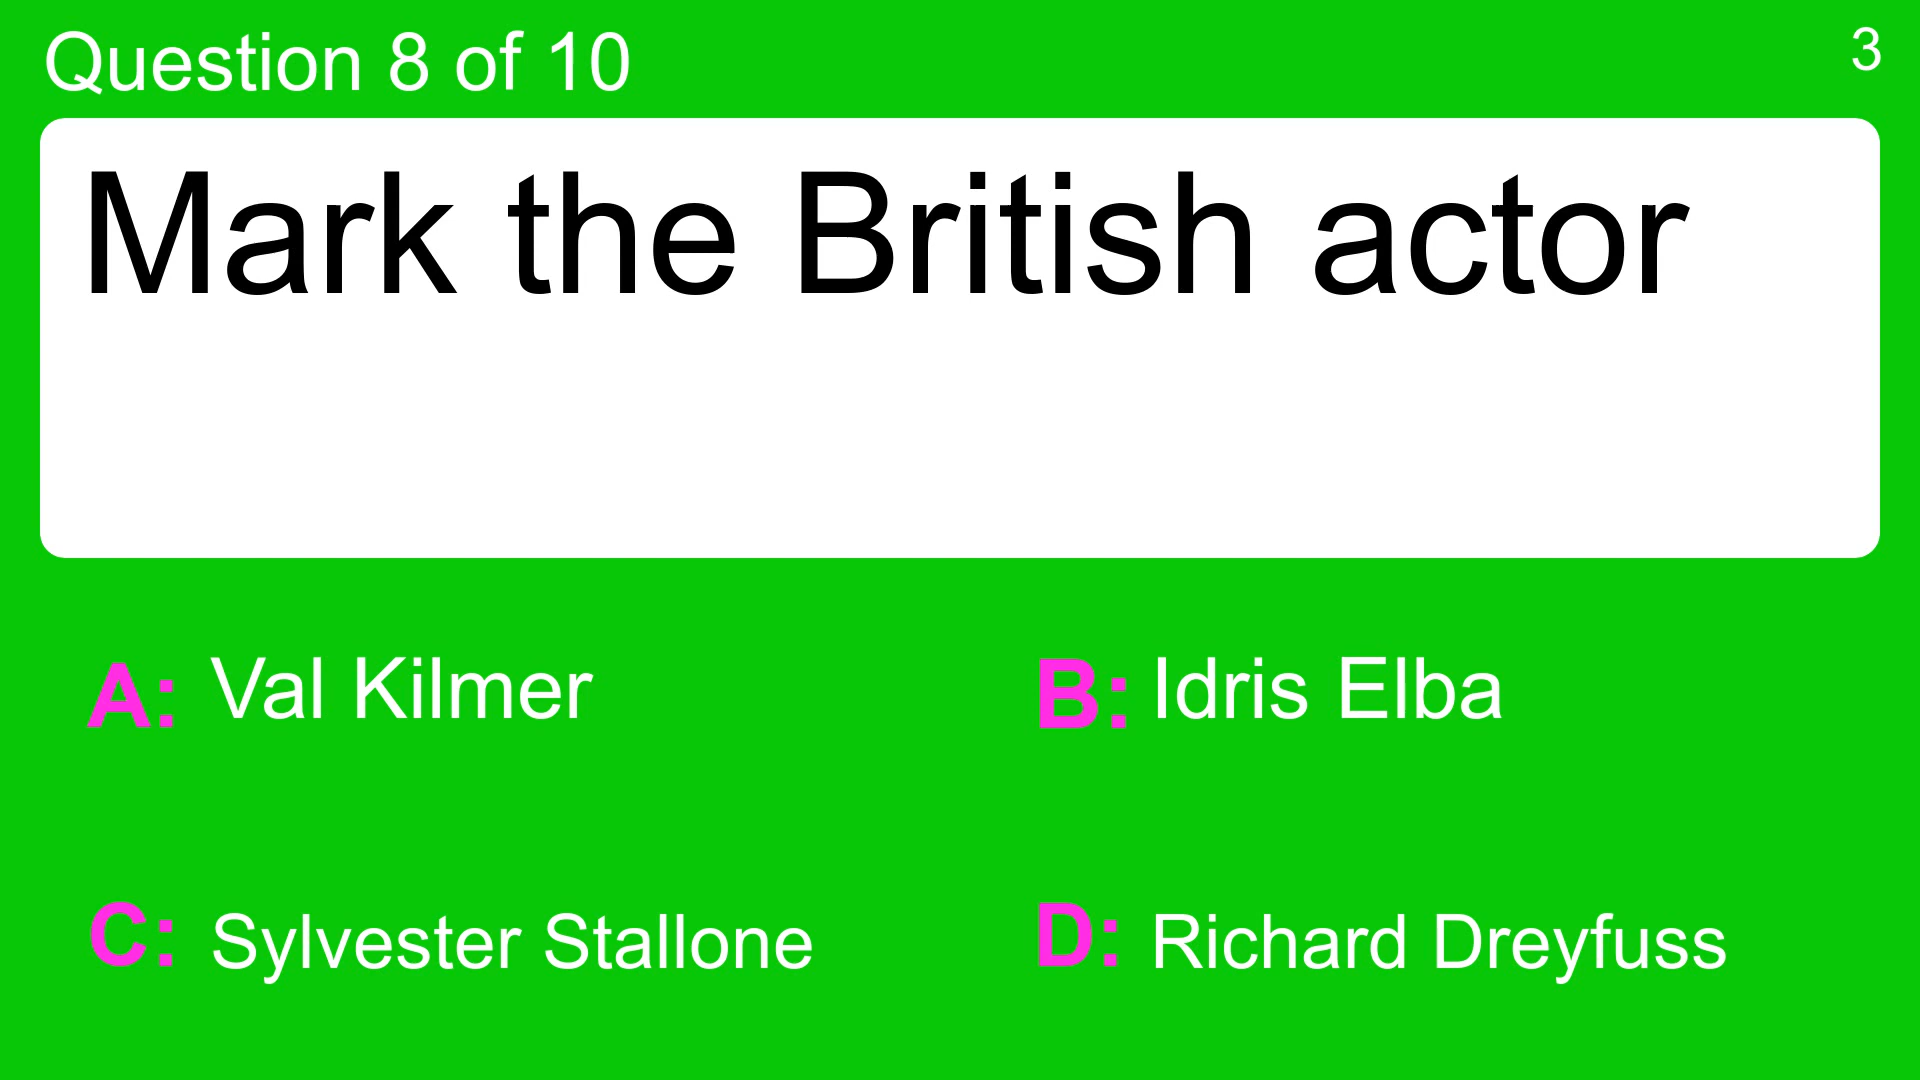 Question 8 of 10
3
Mark the British actor
A: Val Kilmer
B: Idris Elba
C: Sylvester Stallone
D: Richard Dreyfuss